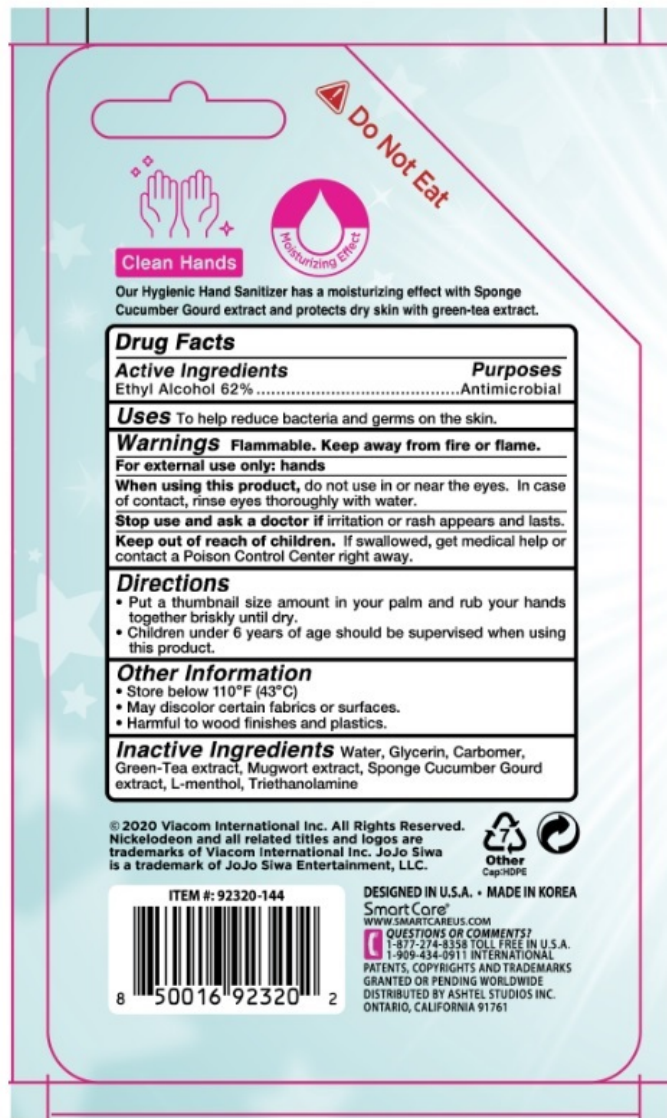 Do Not Eat
Clean Hands
Moisturizing Effect
Our Hygienic Hand Sanitizer has a moisturizing effect with Sponge
Cucumber Gourd extract and protects dry skin with green-tea extract.
Drug Facts
Active Ingredients Purposes
Ethyl Alcohol 62%........................................Antimicrobial
Uses To help reduce bacteria and germs on the skin.
Warnings Flammable. Keep away from fire or flame.
For external use only: hands
When using this product, do not use in or near the eyes. In case
of contact, rinse eyes thoroughly with water.
Stop use and ask a doctor if irritation or rash appears and lasts.
Keep out of reach of children. If swallowed, get medical help or
contact a Poison Control Center right away.
Directions
• Put a thumbnail size amount in your palm and rub your hands
together briskly until dry.
• Children under 6 years of age should be supervised when using
this product.
Other Information
• Store below 110°F (43°C)
• May discolor certain fabrics or surfaces.
• Harmful to wood finishes and plastics.
Inactive Ingredients Water, Glycerin, Carbomer,
Green-Tea extract, Mugwort extract, Sponge Cucumber Gourd
extract, L-menthol, Triethanolamine
© 2020 Viacom International Inc. All Rights Reserved.
Nickelodeon and all related titles and logos are
trademarks of Viacom International Inc. JoJo Siwa
is a trademark of JoJo Siwa Entertainment, LLC.
7
Other
Cap:HDPE
ITEM #: 92320-144
8 50016 92320 2
DESIGNED IN U.S.A. • MADE IN KOREA
SmartCare®
WWW.SMARTCAREUS.COM
QUESTIONS OR COMMENTS?
1-877-274-8358 TOLL FREE IN U.S.A.
1-909-434-0911 INTERNATIONAL
PATENTS, COPYRIGHTS AND TRADEMARKS
GRANTED OR PENDING WORLDWIDE
DISTRIBUTED BY ASHTEL STUDIOS INC.
ONTARIO, CALIFORNIA 91761